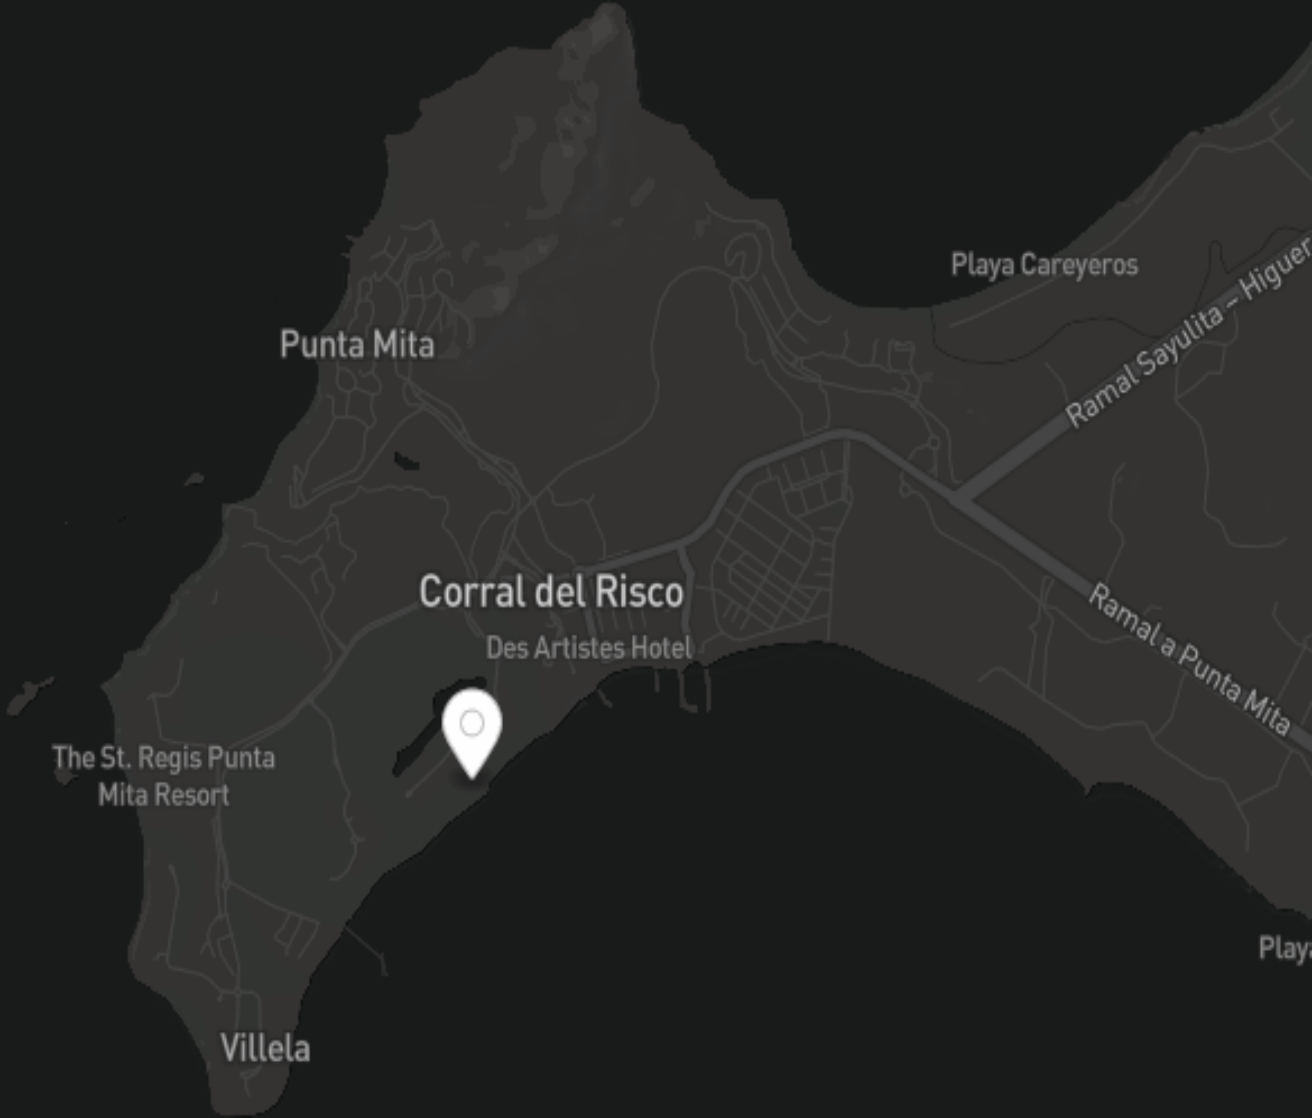 Playa Careyeros
Ramal Sayulita – Higuer
Punta Mita
Corral del Risco
Des Artistes Hotel
Ramal a Punta Mita
The St. Regis Punta
Mita Resort
Playa
Villela